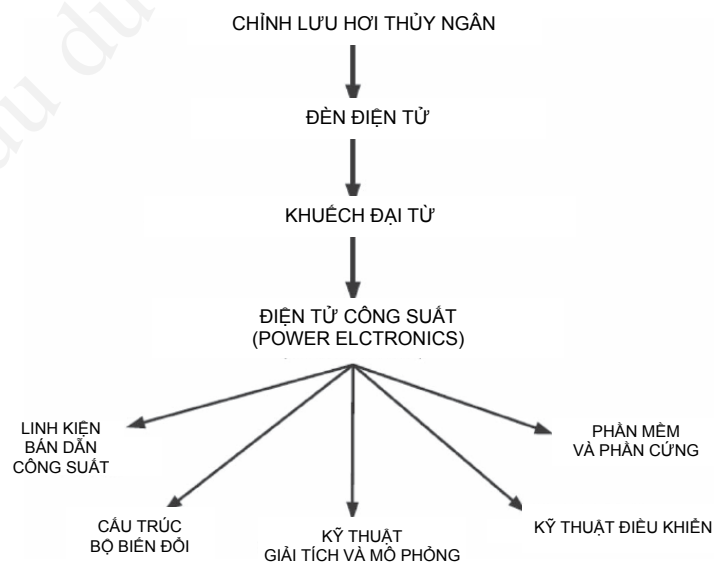 CHỈNH LƯU HƠI THỦY NGÂN
ĐÈN ĐIỆN TỬ
KHUẾCH ĐẠI TỪ
ĐIỆN TỬ CÔNG SUẤT
(POWER ELCTRONICS)
LINH KIỆN
BÁN DẪN
CÔNG SUẤT
CẤU TRÚC
BỘ BIẾN ĐỔI
KỸ THUẬT
GIẢI TÍCH VÀ MÔ PHỎNG
KỸ THUẬT ĐIỀU KHIỂN
PHẦN MỀM
VÀ PHẦN CỨNG